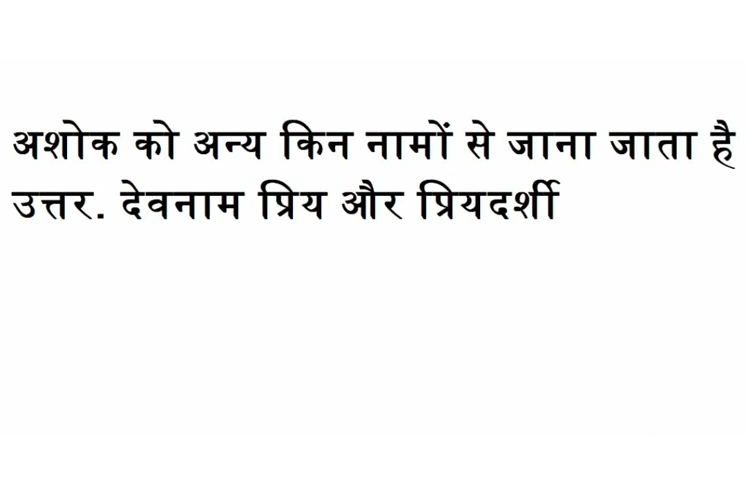 अशोक को अन्य किन नामों से जाना जाता है
उत्तर. देवनाम प्रिय और प्रियदर्शी